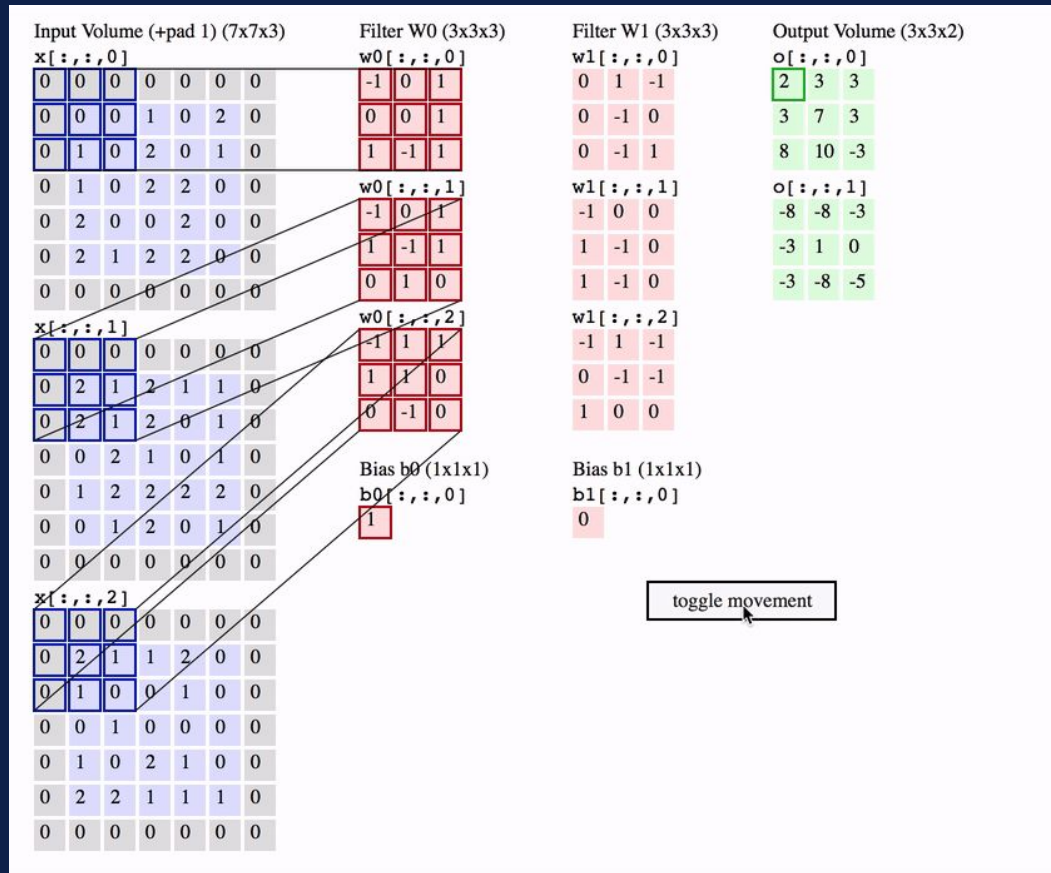 Input Volume (+pad 1) (7x7x3)
x[:,:,0]
0 0 0 0 0 0 0
0 0 0 1 0 2 0
0 1 0 2 0 1 0
0 1 0 2 2 0 0
0 2 0 0 2 0 0
0 2 1 2 2 0 0
0 0 0 0 0 0 0
x[:,:,1]
0 0 0 0 0 0 0
0 2 1 2 1 1 0
0 2 1 2 0 1 0
0 0 2 1 0 1 0
0 1 2 2 2 2 0
0 0 1 2 0 1 0
0 0 0 0 0 0 0
x[:,:,2]
0 0 0 0 0 0 0
0 2 1 1 2 0 0
0 1 0 0 1 0 0
0 0 1 0 0 0 0
0 1 0 2 1 0 0
0 2 2 1 1 1 0
0 0 0 0 0 0 0
Filter W0 (3x3x3)
w0[:,:,0]
-1 0 1
0 0 1
1 -1 1
w0[:,:,1]
-1 0 1
1 -1 1
0 1 0
w0[:,:,2]
-1 1 1
1 1 0
0 -1 0
Bias b0 (1x1x1)
b0[:,:,0]
1
Filter W1 (3x3x3)
w1[:,:,0]
0 1 -1
0 -1 0
0 -1 1
w1[:,:,1]
-1 0 0
1 -1 0
1 -1 0
w1[:,:,2]
-1 1 -1
0 -1 -1
1 0 0
Bias b1 (1x1x1)
b1[:,:,0]
0
Output Volume (3x3x2)
o[:,:,0]
2 3 3
3 7 3
8 10 -3
o[:,:,1]
-8 -8 -3
-3 1 0
-3 -8 -5
toggle movement